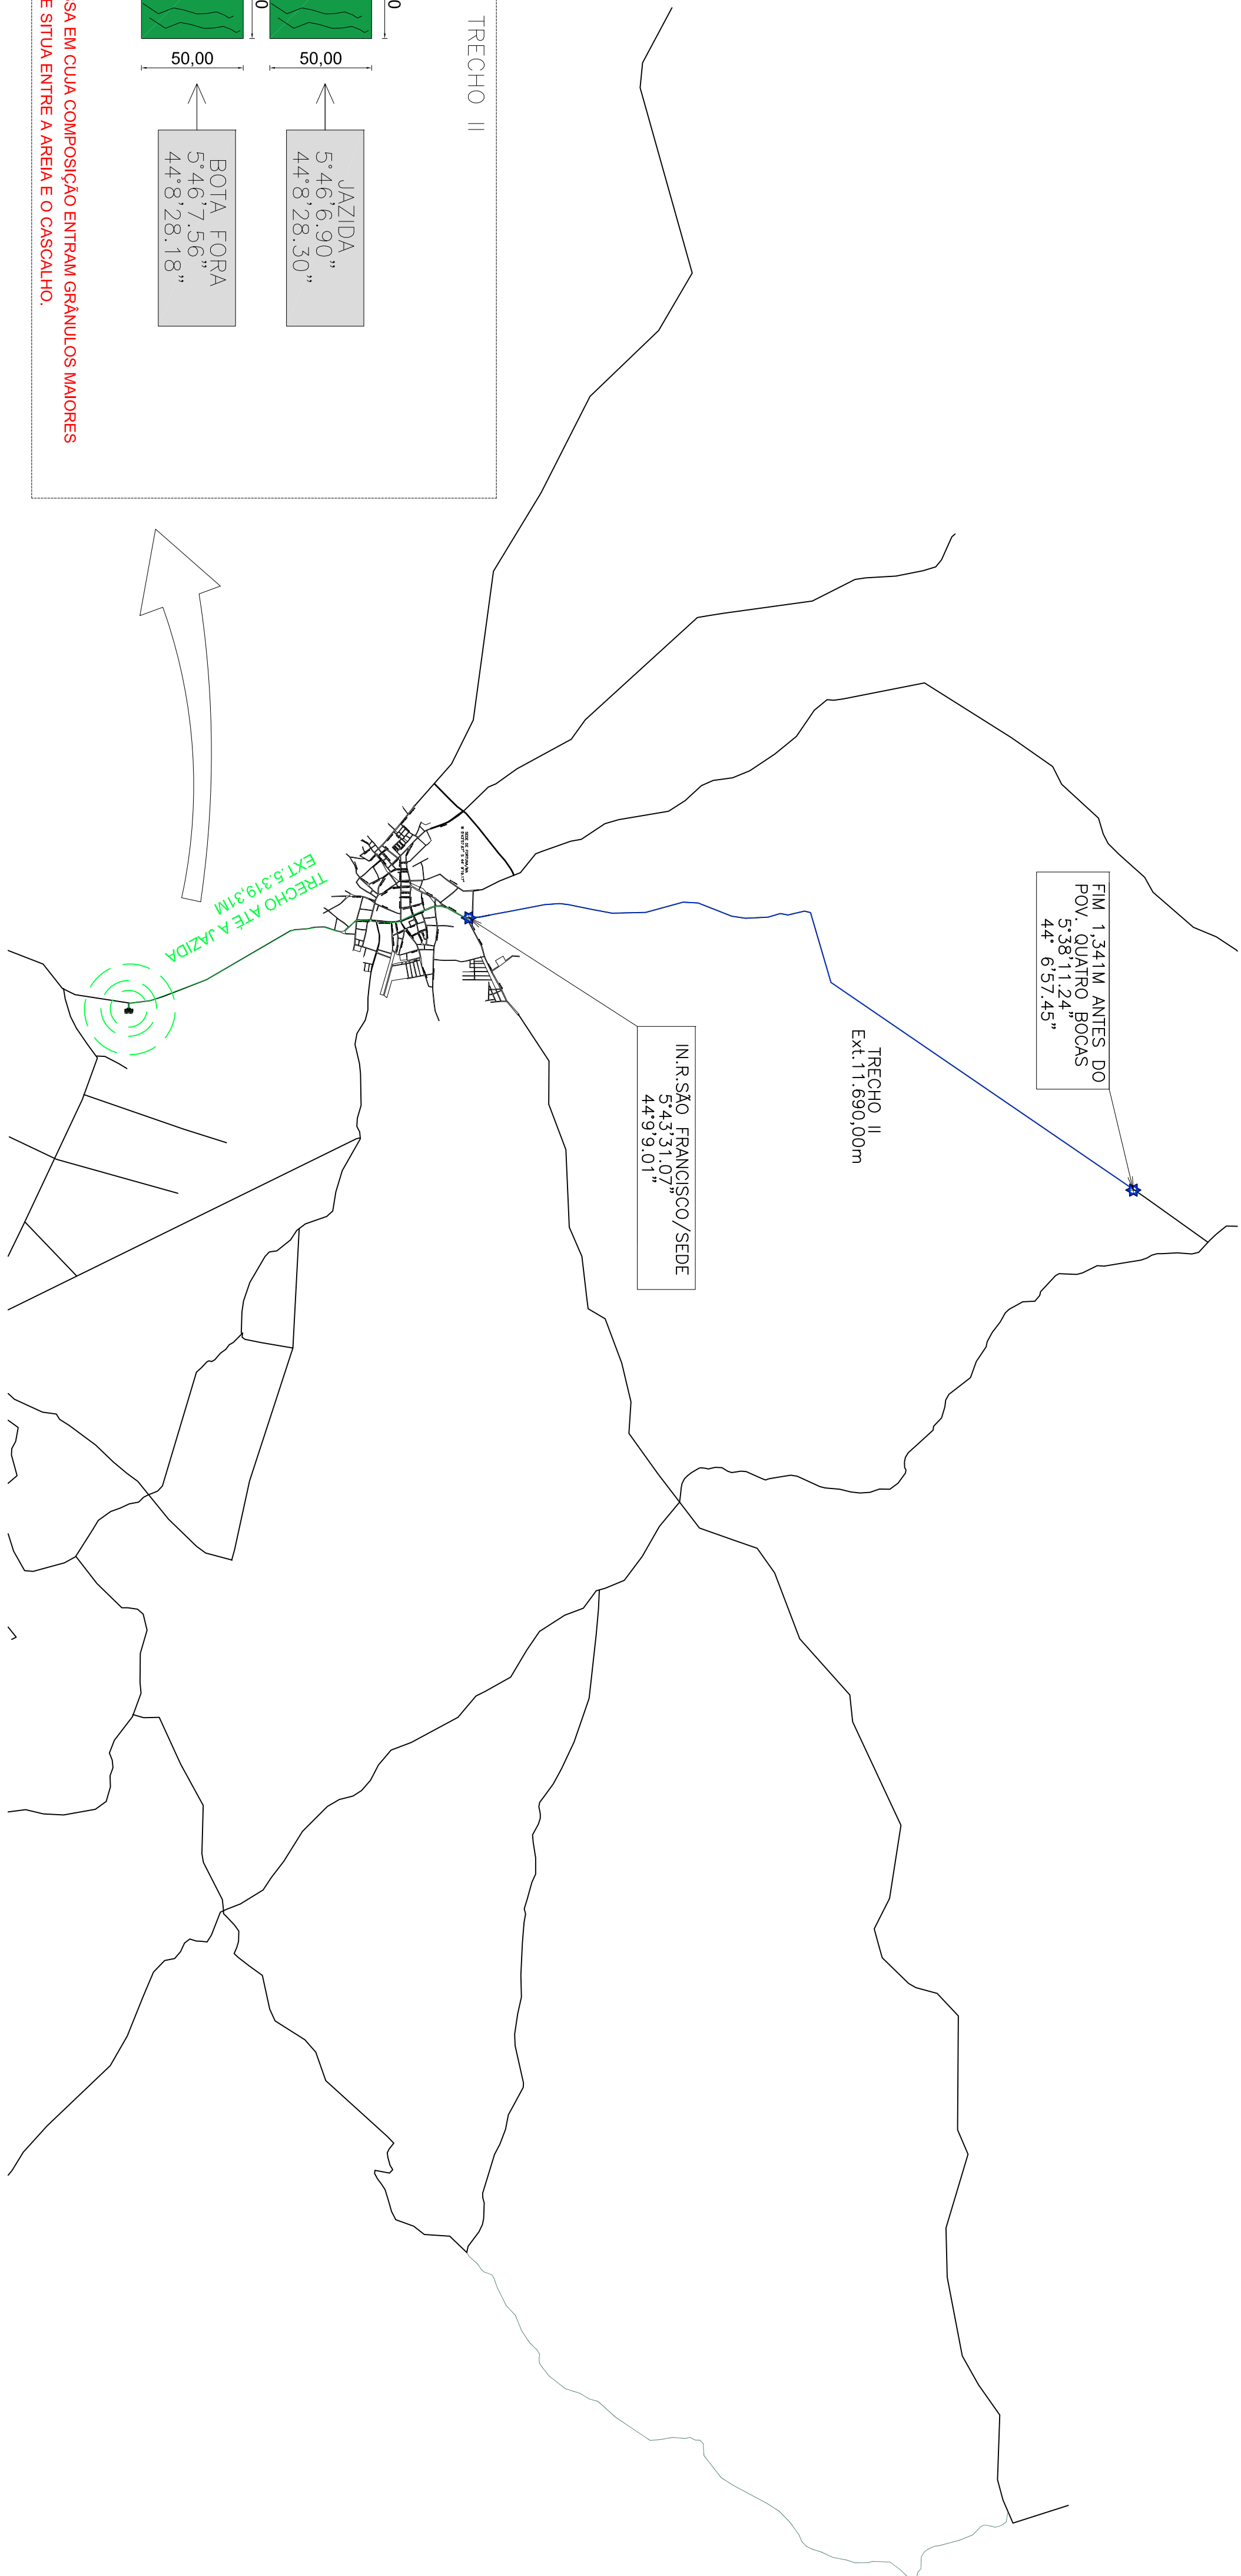 TRECHO II
0
50,00
JAZIDA
5°46'6.90"
44°8'28.30"
0
50,00
BOTA FORA
5°46'7.56"
44°8'28.18"
SA EM CUJA COMPOSIÇÃO ENTRAM GRÂNULOS MAIORES
E SITUA ENTRE A AREIA E O CASCALHO.
FIM 1,341M ANTES DO
POV. QUATRO BOCAS
5°38'11.24"
44° 6'57.45"
TRECHO II
Ext.11.690,00m
IN.R.SÃO FRANCISCO/SEDE
5°43'31.07"
44°9'9.01"
TRECHO ATÉ A JAZIDA
EXT.5.319,31M